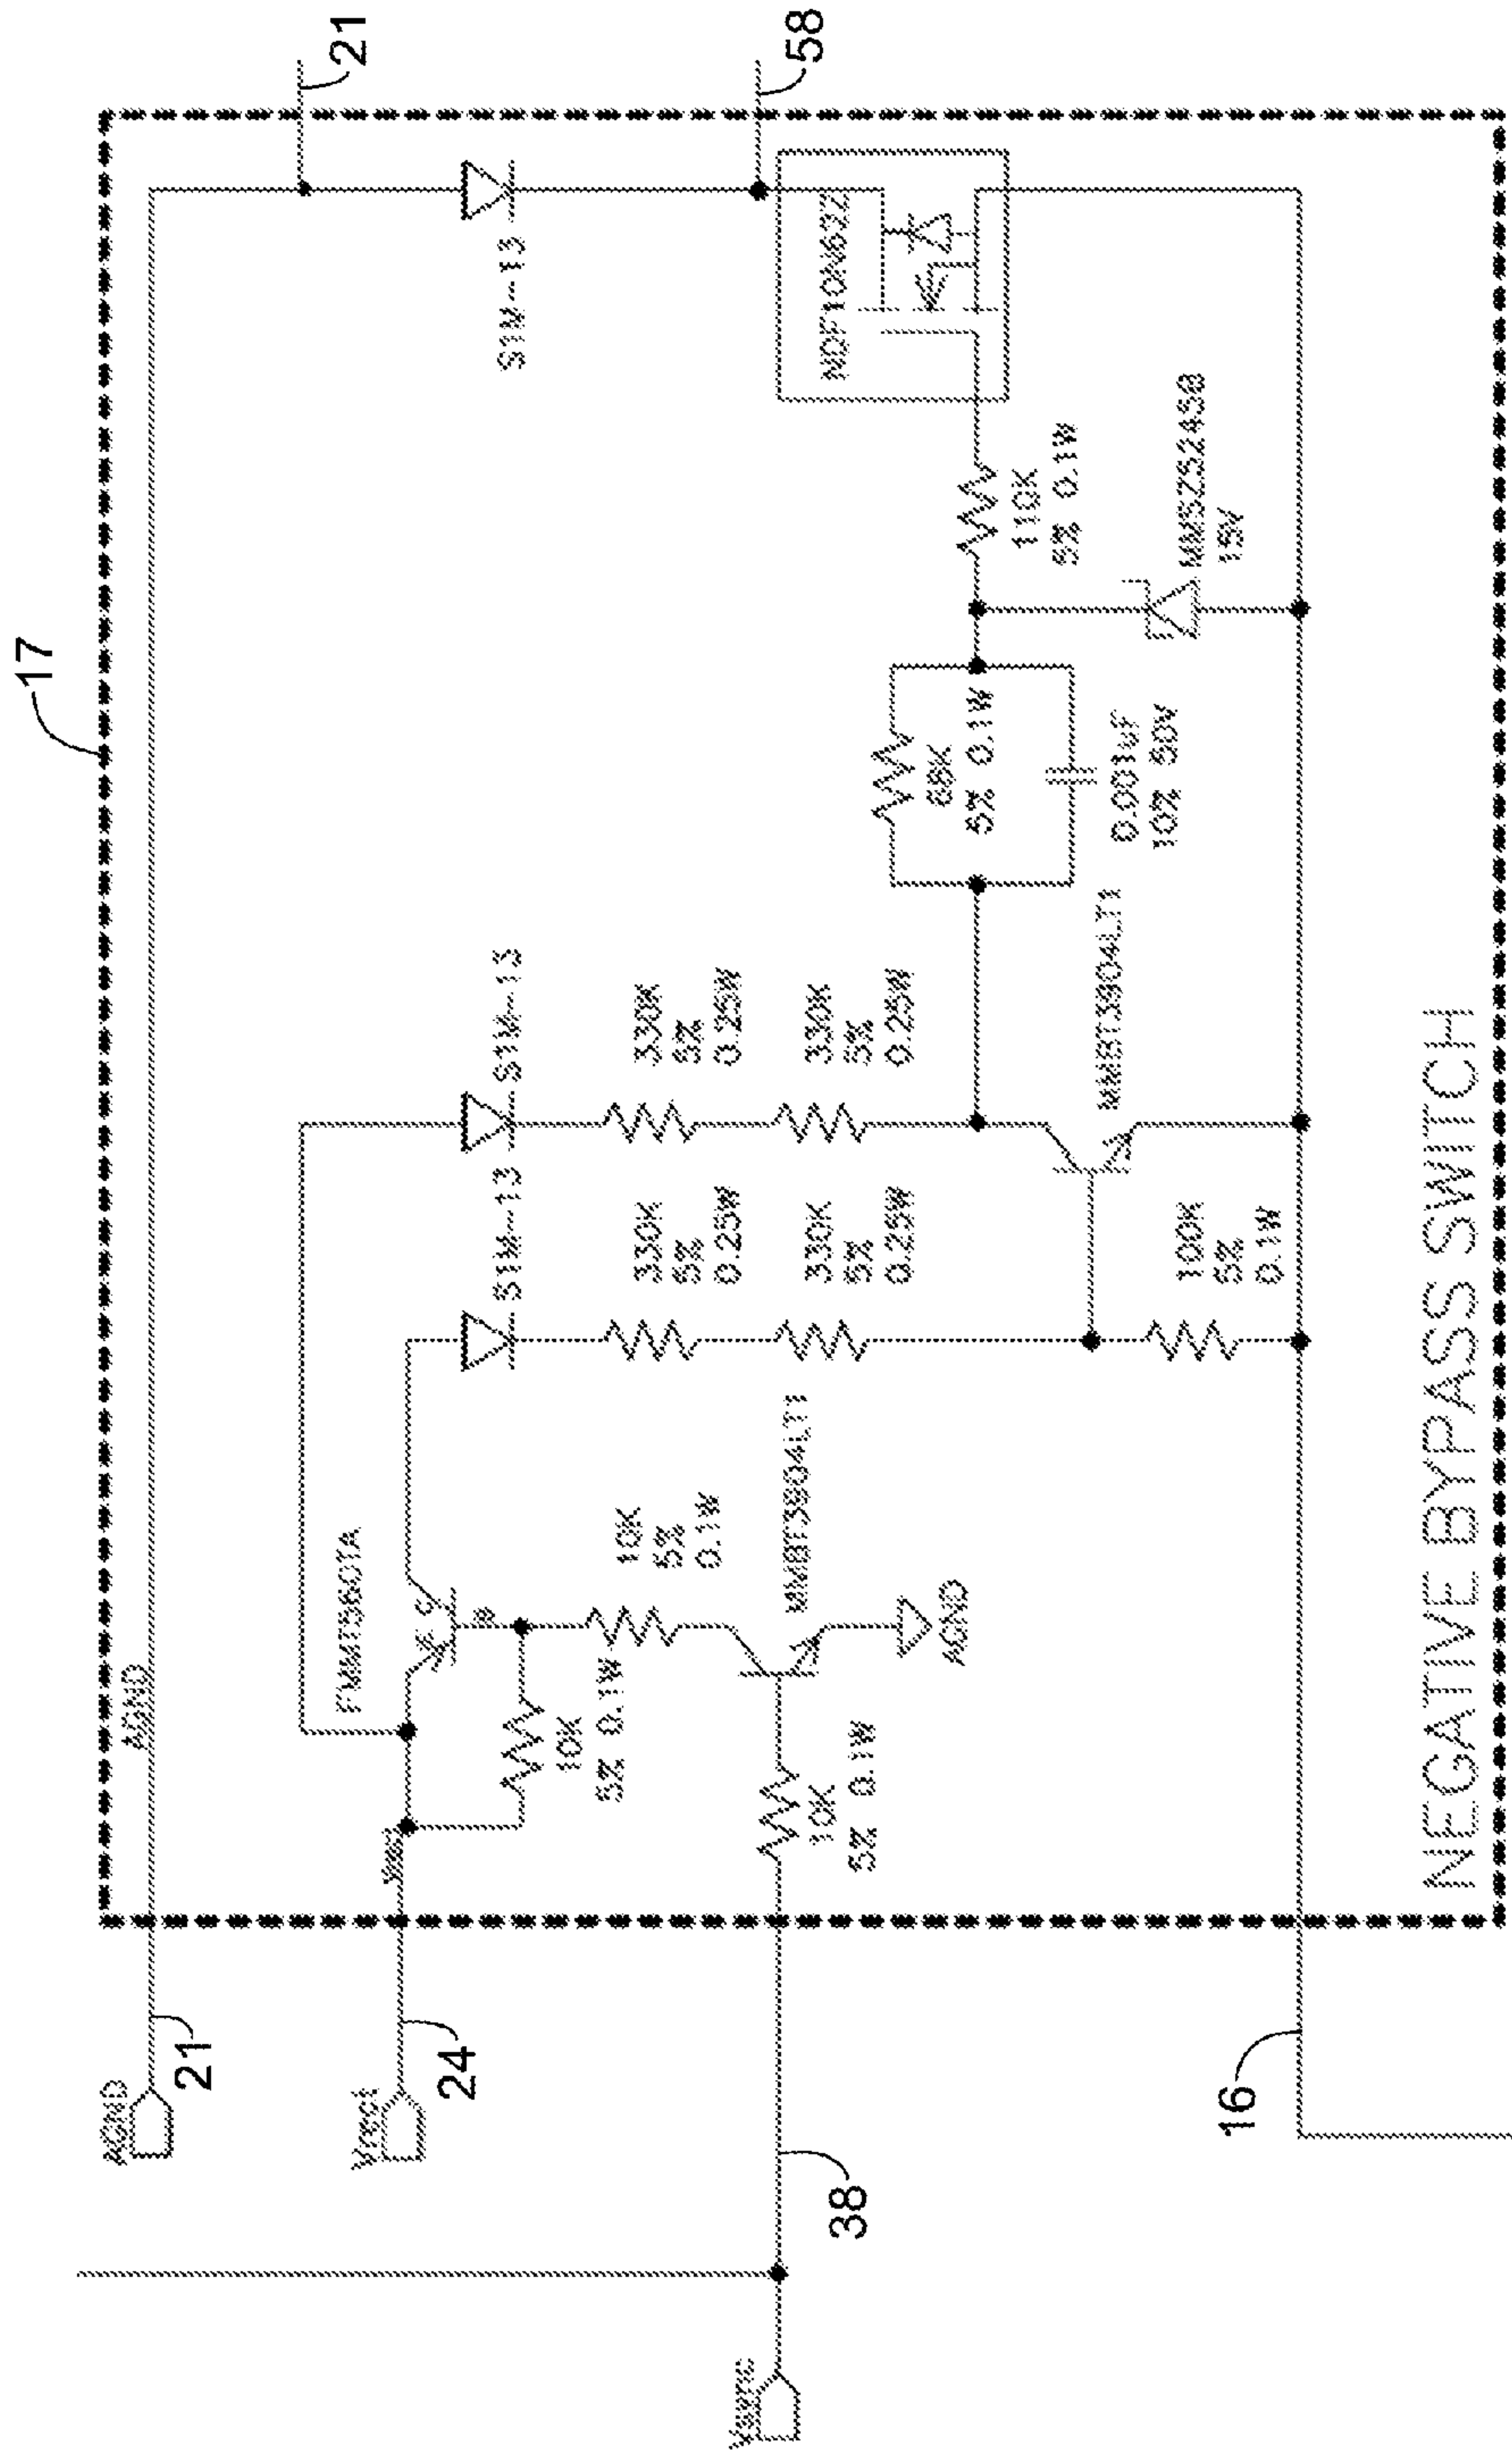 17
AGND
21
AGND
21
Vrect
24
Vrect
FMMT560TA
E C
B
10K
5% 0.1W
10K
5%
0.1W
S1M-13
S1M-13
S1M-13
330K
5%
0.25W
330K
5%
0.25W
330K
5%
0.25W
330K
5%
0.25W
58
NDF10N62Z
Vsync
38
10K
5% 0.1W
MMBT3904LT1
AGND
68K
5% 0.1W
0.001uF
10% 50V
110K
5% 0.1W
MMBT3904LT1
100K
5%
0.1W
MMSZ5245B
15V
16
NEGATIVE BYPASS SWITCH